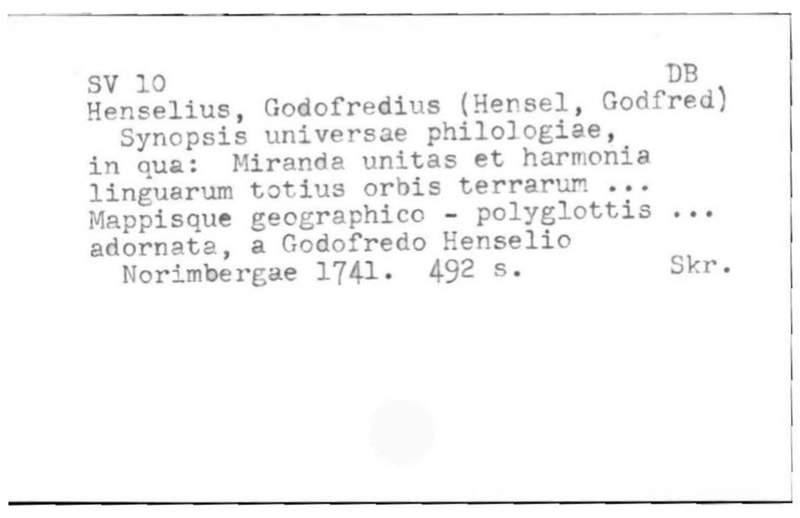 SV 10 DB
Henselius, Godofredius (Hensel, Godfred)
Synopsis universae philologiae,
in qua: Miranda unitas et harmonia
linguarum totius orbis terrarum ...
Mappisque geographico - polyglottis ...
adornata, a Godofredo Henselio
Norimbergae 1741. 492 s. Skr.